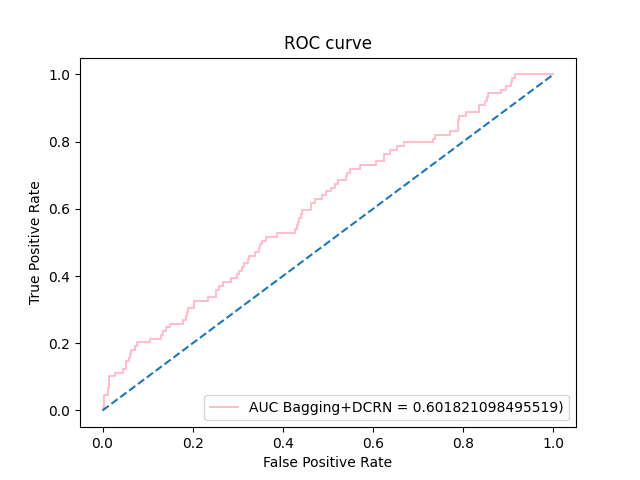 ROC curve
1.0
0.8
0.6
0.4
0.2
0.0
True Positive Rate
AUC Bagging+DCRN = 0.601821098495519)
0.0 0.2 0.4 0.6 0.8 1.0
False Positive Rate